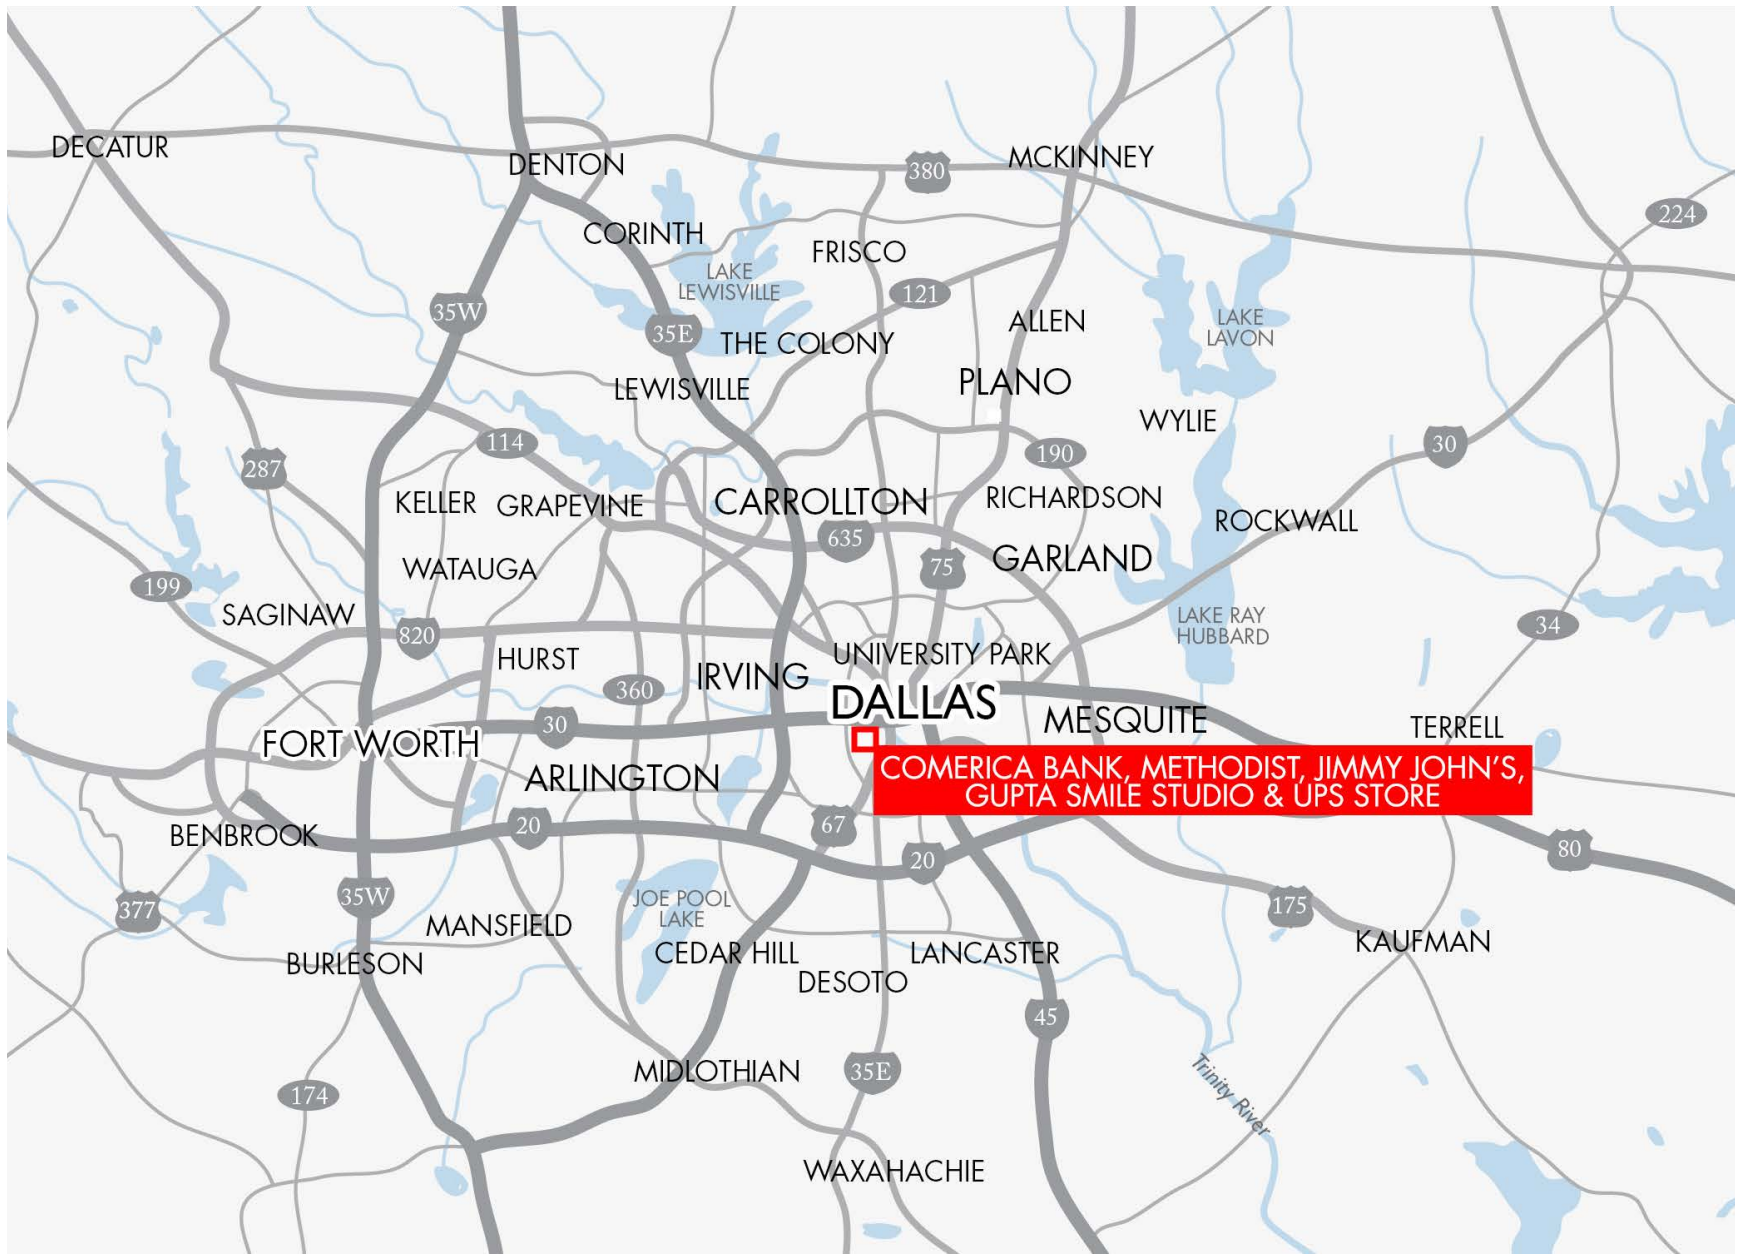 DECATUR
DENTON
MCKINNEY
380
224
CORINTH
FRISCO
LAKE
LEWISVILLE
121
35W
35E
THE COLONY
ALLEN
LAKE
LAVON
LEWISVILLE
PLANO
WYLIE
114
190
30
287
KELLER
GRAPEVINE
CARROLLTON
RICHARDSON
ROCKWALL
635
75
GARLAND
WATAUGA
199
SAGINAW
820
LAKE RAY
HUBBARD
34
HURST
UNIVERSITY PARK
360
IRVING
DALLAS
MESQUITE
TERRELL
30
FORT WORTH
ARLINGTON
COMERICA BANK, METHODIST, JIMMY JOHN'S,
GUPTA SMILE STUDIO & UPS STORE
BENBROOK
20
67
20
80
35W
377
JOE POOL
LAKE
175
MANSFIELD
KAUFMAN
BURLESON
CEDAR HILL
LANCASTER
DESOTO
45
MIDLOTHIAN
35E
174
Trinity River
WAXAHACHIE